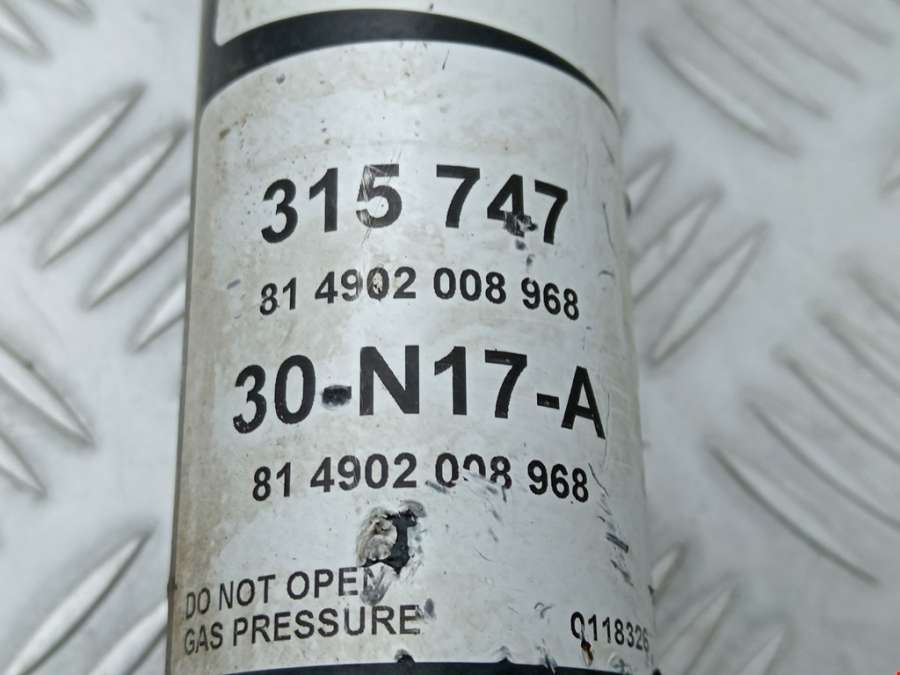 315 747
81 4902 008 968
30-N17-A
81 4902 008 968
DO NOT OPEN
GAS PRESSURE
0118326